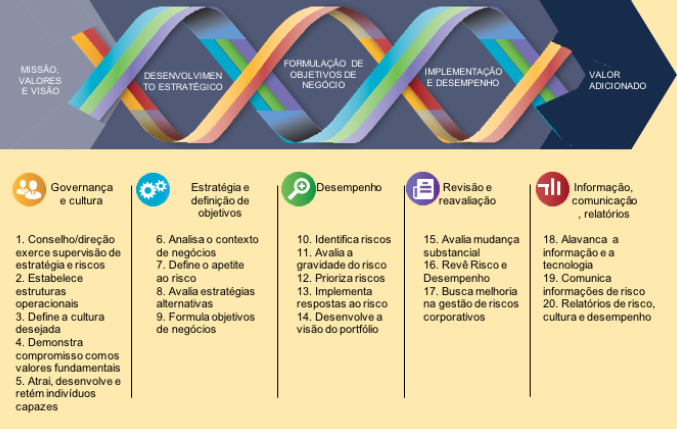 MISSÃO,
VALORES
E VISÃO
DESENVOLVIMEN
TO ESTRATÉGICO
FORMULAÇÃO DE
OBJETIVOS DE
NEGÓCIO
IMPLEMENTAÇÃO
E DESEMPENHO
VALOR
ADICIONADO
Governança
e cultura
1. Conselho/direção
exerce supervisão de
estratégia e riscos
2. Estabelece
estruturas
operacionais
3. Define a cultura
desejada
4. Demonstra
compromisso com os
valores fundamentais
5. Atrai, desenvolve e
retém indivíduos
capazes
Estratégia e
definição de
objetivos
6. Analisa o contexto
de negócios
7. Define o apetite
ao risco
8. Avalia estratégias
alternativas
9. Formula objetivos
de negócios
Desempenho
10. Identifica riscos
11. Avalia a
gravidade do risco
12. Prioriza riscos
13. Implementa
respostas ao risco
14. Desenvolve a
visão do portfólio
Revisão e
reavaliação
15. Avalia mudança
substancial
16. Revê Risco e
Desempenho
17. Busca melhoria
na gestão de riscos
corporativos
Informação,
comunicação
, relatórios
18. Alavanca a
informação e a
tecnologia
19. Comunica
informações de risco
20. Relatórios de risco,
cultura e desempenho